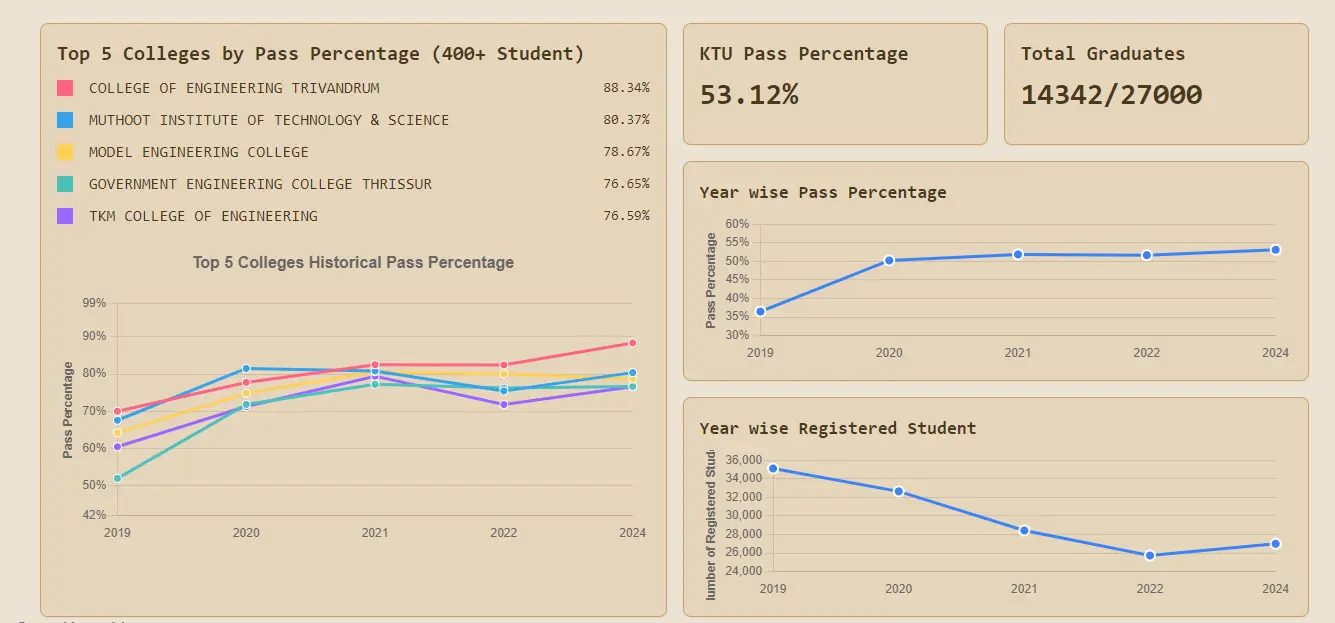 Top 5 Colleges by Pass Percentage (400+ Student)
COLLEGE OF ENGINEERING TRIVANDRUM 88.34%
MUTHOOT INSTITUTE OF TECHNOLOGY & SCIENCE 80.37%
MODEL ENGINEERING COLLEGE 78.67%
GOVERNMENT ENGINEERING COLLEGE THRISSUR 76.65%
TKM COLLEGE OF ENGINEERING 76.59%
Top 5 Colleges Historical Pass Percentage
Pass Percentage
99%
90%
80%
70%
60%
50%
42%
2019 2020 2021 2022 2024
KTU Pass Percentage
53.12%
Total Graduates
14342/27000
Year wise Pass Percentage
Pass Percentage
60%
55%
50%
45%
40%
35%
30%
2019 2020 2021 2022 2024
Year wise Registered Student
umber of Registered Stud
36,000
34,000
32,000
30,000
28,000
26,000
24,000
2019 2020 2021 2022 2024